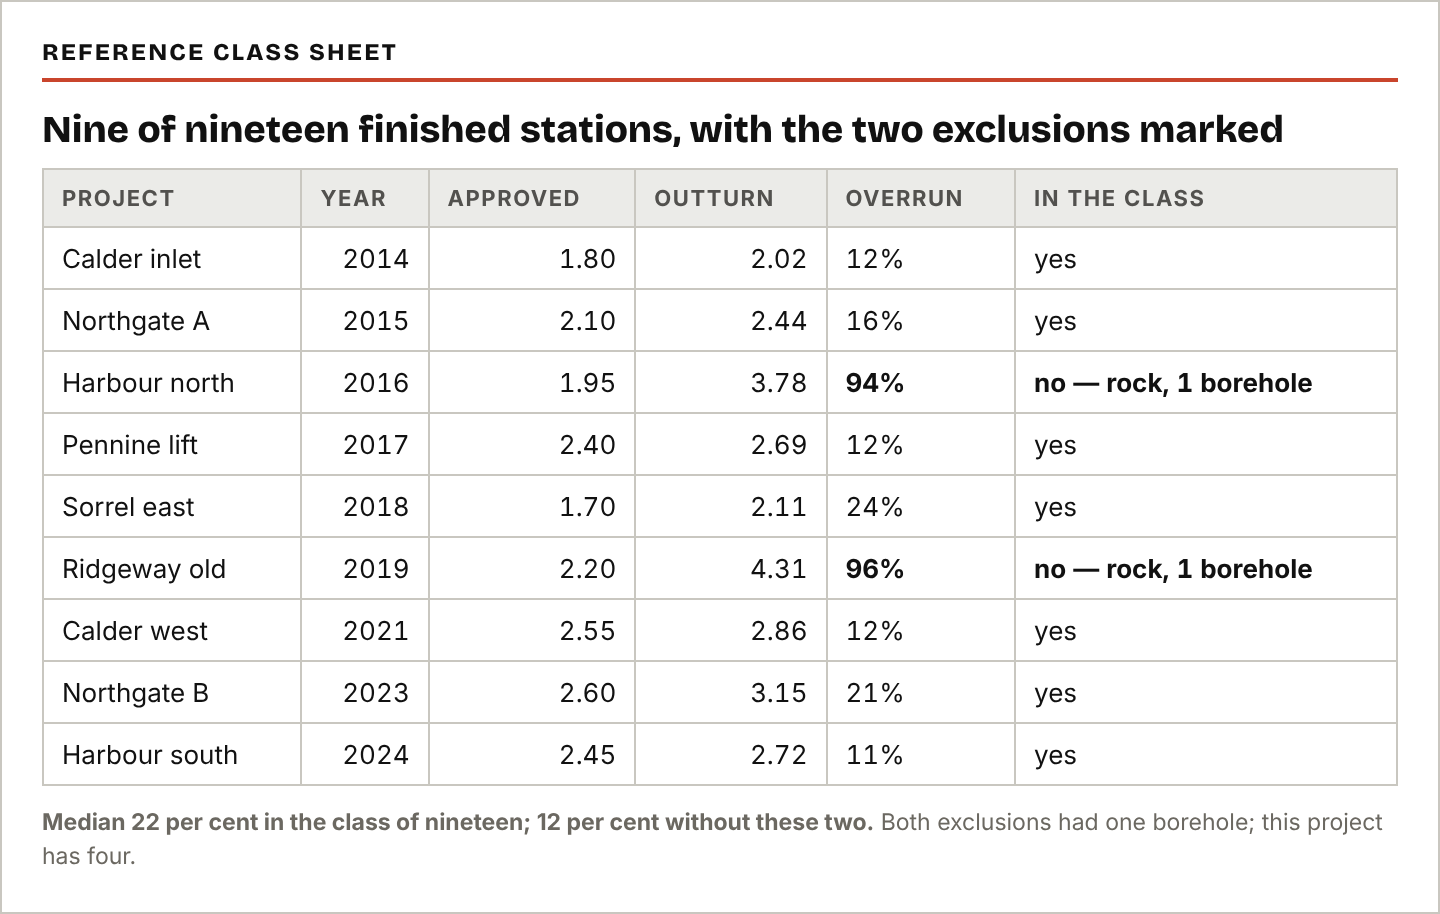 REFERENCE CLASS SHEET
Nine of nineteen finished stations, with the two exclusions marked
PROJECT YEAR APPROVED OUTTURN OVERRUN IN THE CLASS
Calder inlet 2014 1.80 2.02 12% yes
Northgate A 2015 2.10 2.44 16% yes
Harbour north 2016 1.95 3.78 94% no — rock, 1 borehole
Pennine lift 2017 2.40 2.69 12% yes
Sorrel east 2018 1.70 2.11 24% yes
Ridgeway old 2019 2.20 4.31 96% no — rock, 1 borehole
Calder west 2021 2.55 2.86 12% yes
Northgate B 2023 2.60 3.15 21% yes
Harbour south 2024 2.45 2.72 11% yes
Median 22 per cent in the class of nineteen; 12 per cent without these two. Both exclusions had one borehole; this project
has four.